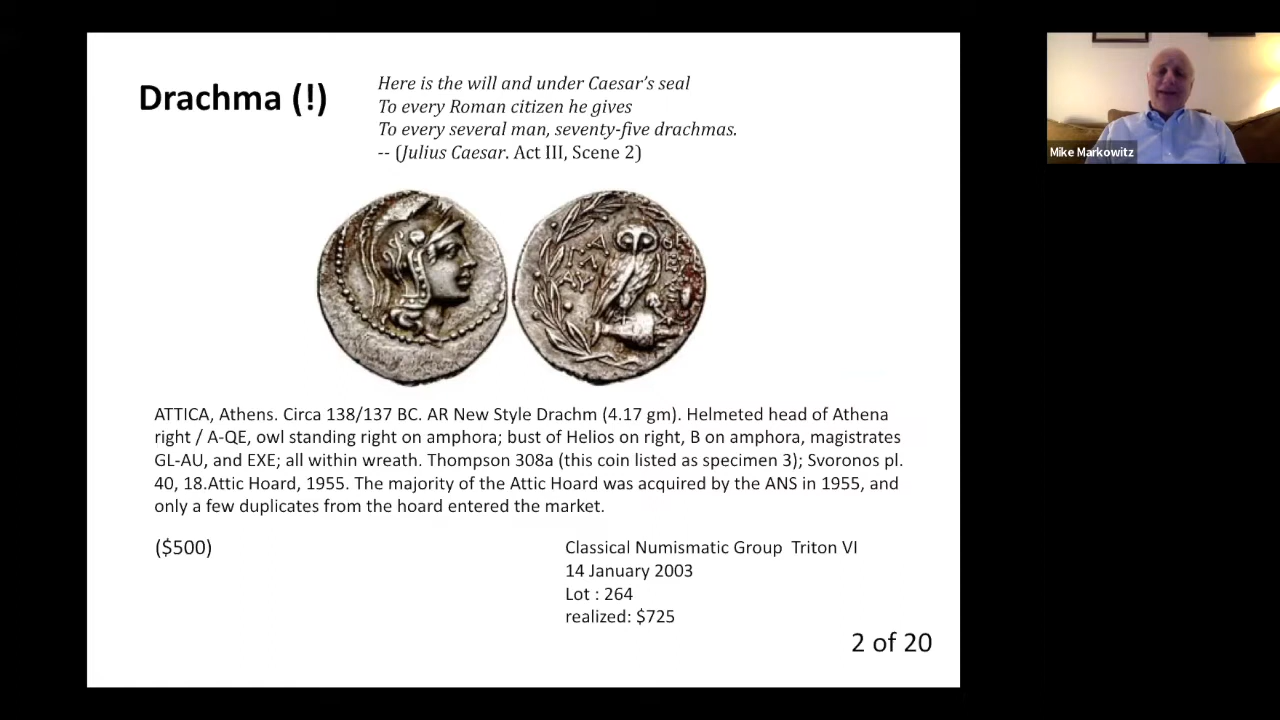 Drachma (!)
Here is the will and under Caesar’s seal
To every Roman citizen he gives
To every several man, seventy-five drachmas.
-- (Julius Caesar. Act III, Scene 2)
ATTICA, Athens. Circa 138/137 BC. AR New Style Drachm (4.17 gm). Helmeted head of Athena
right / A-QE, owl standing right on amphora; bust of Helios on right, B on amphora, magistrates
GL-AU, and EXE; all within wreath. Thompson 308a (this coin listed as specimen 3); Svoronos pl.
40, 18.Attic Hoard, 1955. The majority of the Attic Hoard was acquired by the ANS in 1955, and
only a few duplicates from the hoard entered the market.
($500)
Classical Numismatic Group  Triton VI
14 January 2003
Lot : 264
realized: $725
2 of 20
Mike Markowitz